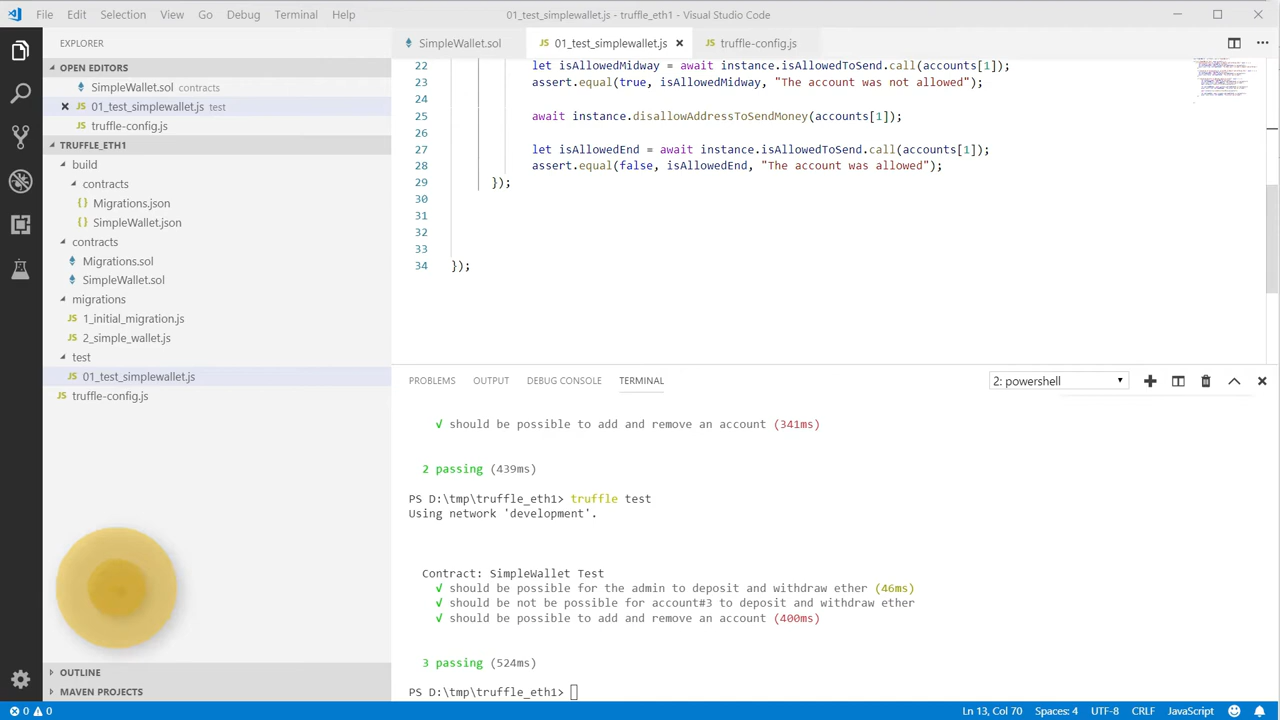 File Edit Selection View Go Debug Terminal Help
01_test_simplewallet.js - truffle_eth1 - Visual Studio Code
EXPLORER
SimpleWallet.sol
JS 01_test_simplewallet.js
JS truffle-config.js
OPEN EDITORS
SimpleWallet.sol contracts
JS 01_test_simplewallet.js test
JS truffle-config.js
TRUFFLE_ETH1
build
contracts
{} Migrations.json
{} SimpleWallet.json
contracts
Migrations.sol
SimpleWallet.sol
migrations
JS 1_initial_migration.js
JS 2_simple_wallet.js
test
JS 01_test_simplewallet.js
JS truffle-config.js
OUTLINE
MAVEN PROJECTS
22 let isAllowedMidway = await instance.isAllowedToSend.call(accounts[1]);
23 assert.equal(true, isAllowedMidway, "The account was not allowed");
24
25 await instance.disallowAddressToSendMoney(accounts[1]);
26
27 let isAllowedEnd = await instance.isAllowedToSend.call(accounts[1]);
28 assert.equal(false, isAllowedEnd, "The account was allowed");
29 });
30
31
32
33
34 });
PROBLEMS OUTPUT DEBUG CONSOLE TERMINAL
2: powershell
√ should be possible to add and remove an account (341ms)
2 passing (439ms)
PS D:\tmp\truffle_eth1> truffle test
Using network 'development'.
Contract: SimpleWallet Test
√ should be possible for the admin to deposit and withdraw ether (46ms)
√ should be not be possible for account#3 to deposit and withdraw ether
√ should be possible to add and remove an account (400ms)
3 passing (524ms)
PS D:\tmp\truffle_eth1>
0 0
Ln 13, Col 70 Spaces: 4 UTF-8 CRLF JavaScript